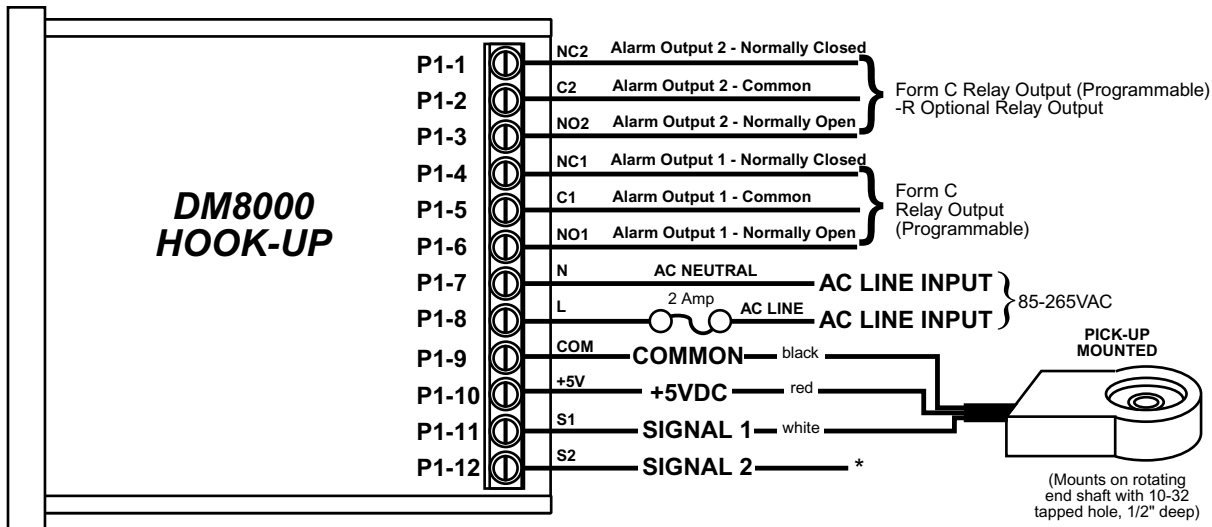 DM8000
HOOK-UP
P1-1 NC2 Alarm Output 2 - Normally Closed
P1-2 C2 Alarm Output 2 - Common
P1-3 NO2 Alarm Output 2 - Normally Open
Form C Relay Output (Programmable)
-R Optional Relay Output
P1-4 NC1 Alarm Output 1 - Normally Closed
P1-5 C1 Alarm Output 1 - Common
P1-6 NO1 Alarm Output 1 - Normally Open
Form C
Relay Output
(Programmable)
P1-7 N AC NEUTRAL AC LINE INPUT
P1-8 L 2 Amp AC LINE AC LINE INPUT
85-265VAC
P1-9 COM COMMON black
P1-10 +5V +5VDC red
P1-11 S1 SIGNAL 1 white
P1-12 S2 SIGNAL 2 *
PICK-UP
MOUNTED
(Mounts on rotating
end shaft with 10-32
tapped hole, 1/2" deep)